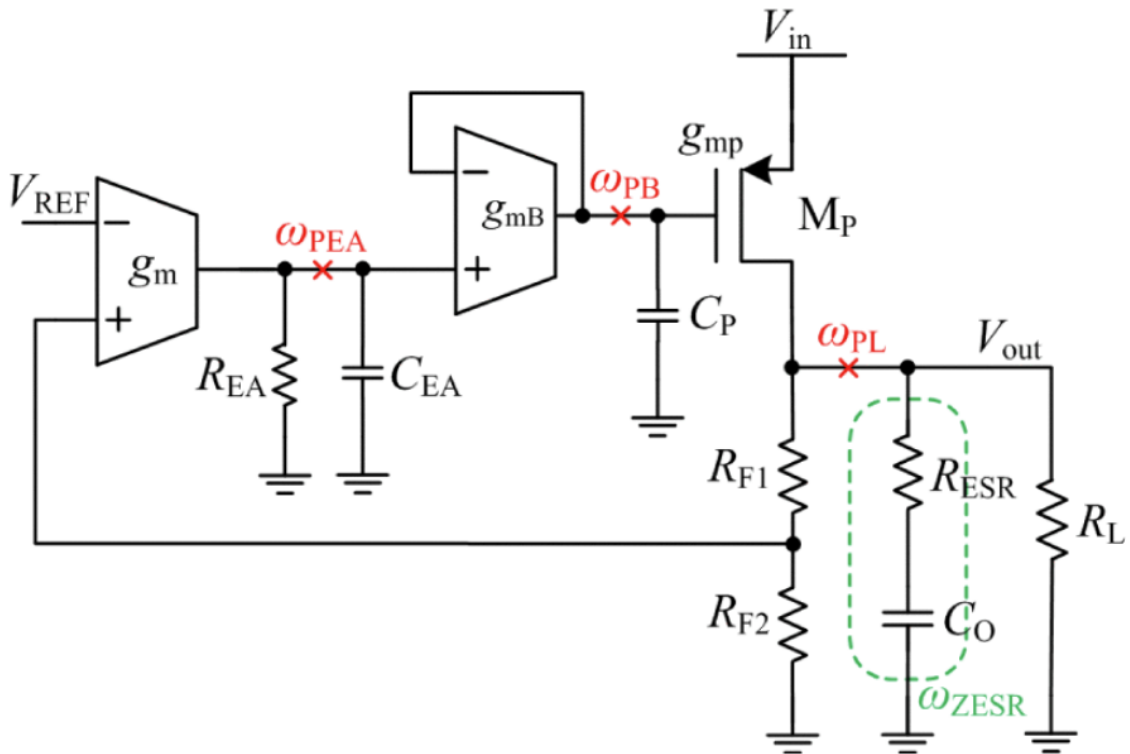 V_in
g_mp
V_REF
−
−
ω_PB
g_mB
M_P
ω_PEA
g_m
+
+
C_P
ω_PL
V_out
R_EA
C_EA
R_F1
R_ESR
R_L
R_F2
C_O
ω_ZESR